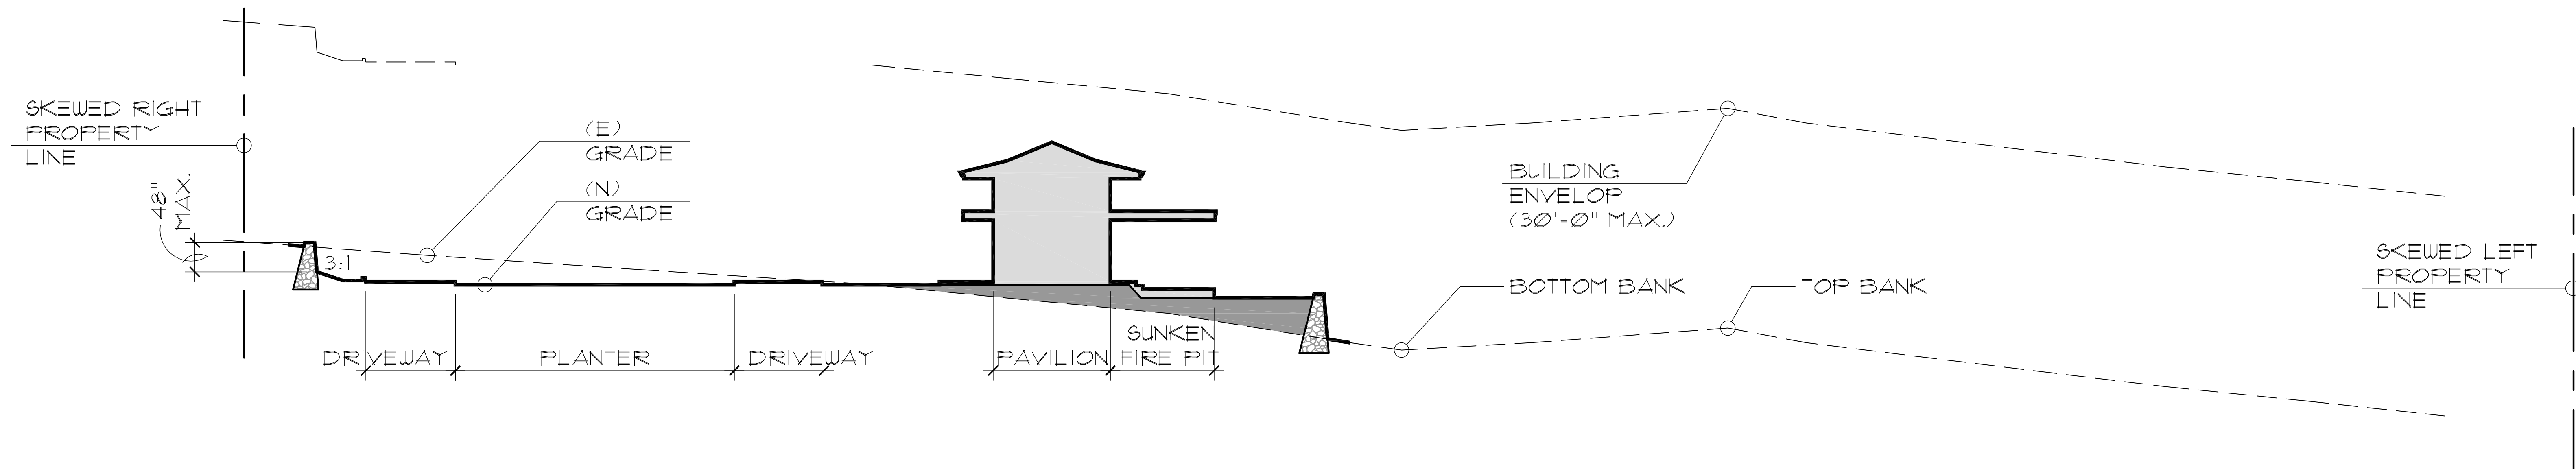 SKEWED RIGHT
PROPERTY
LINE
48"
MAX.
3:1
(E)
GRADE
(N)
GRADE
DRIVEWAY
PLANTER
DRIVEWAY
PAVILION
SUNKEN
FIRE PIT
BUILDING
ENVELOP
(30'-0" MAX.)
BOTTOM BANK
TOP BANK
SKEWED LEFT
PROPERTY
LINE